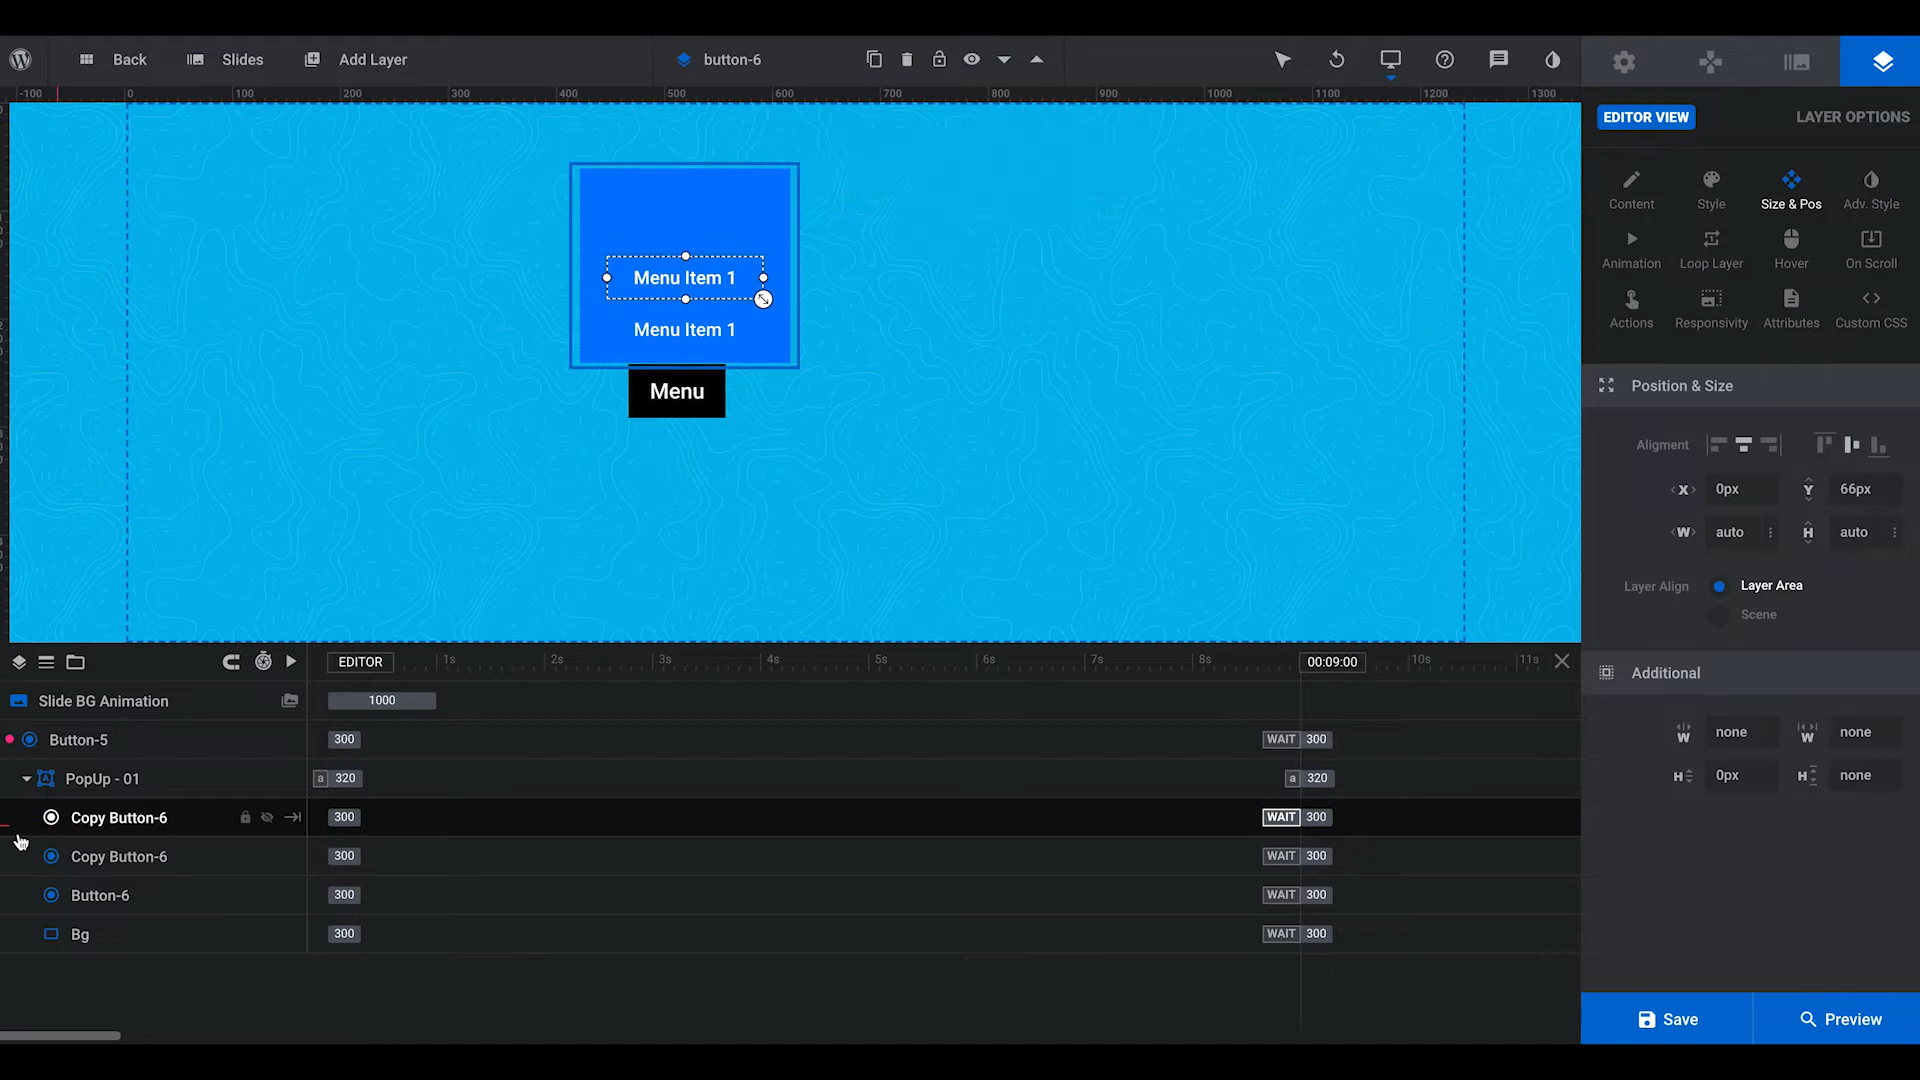 Back
Slides
Add Layer
button-6
-100 0 100 200 300 400 500 600 700 800 900 1000 1100 1200 1300
EDITOR VIEW
LAYER OPTIONS
Content
Style
Size & Pos
Adv. Style
Animation
Loop Layer
Hover
On Scroll
Actions
Responsivity
Attributes
Custom CSS
Menu Item 1
Menu Item 1
Menu
Position & Size
Aligment
X 0px Y 66px
W auto H auto
Layer Align Layer Area
Scene
Additional
W none W none
H 0px H none
EDITOR 1s 2s 3s 4s 5s 6s 7s 8s 00:09:00 10s 11s
Slide BG Animation 1000
Button-5 300 WAIT 300
PopUp - 01 a 320 a 320
Copy Button-6 300 WAIT 300
Copy Button-6 300 WAIT 300
Button-6 300 WAIT 300
Bg 300 WAIT 300
Save
Preview